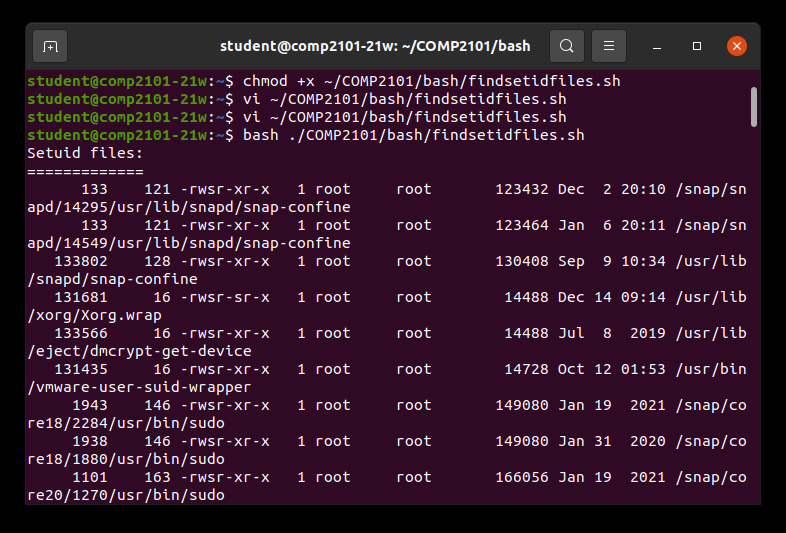 student@comp2101-21w: ~/COMP2101/bash
student@comp2101-21w:~$ chmod +x ~/COMP2101/bash/findsetidfiles.sh
student@comp2101-21w:~$ vi ~/COMP2101/bash/findsetidfiles.sh
student@comp2101-21w:~$ vi ~/COMP2101/bash/findsetidfiles.sh
student@comp2101-21w:~$ bash ./COMP2101/bash/findsetidfiles.sh
Setuid files:
=============
      133    121 -rwsr-xr-x   1 root     root       123432 Dec  2 20:10 /snap/sn
apd/14295/usr/lib/snapd/snap-confine
      133    121 -rwsr-xr-x   1 root     root       123464 Jan  6 20:11 /snap/sn
apd/14549/usr/lib/snapd/snap-confine
   133802    128 -rwsr-xr-x   1 root     root       130408 Sep  9 10:34 /usr/lib
/snapd/snap-confine
   131681     16 -rwsr-sr-x   1 root     root        14488 Dec 14 09:14 /usr/lib
/xorg/Xorg.wrap
   133566     16 -rwsr-xr-x   1 root     root        14488 Jul  8  2019 /usr/lib
/eject/dmcrypt-get-device
   131435     16 -rwsr-xr-x   1 root     root        14728 Oct 12 01:53 /usr/bin
/vmware-user-suid-wrapper
     1943    146 -rwsr-xr-x   1 root     root       149080 Jan 19  2021 /snap/co
re18/2284/usr/bin/sudo
     1938    146 -rwsr-xr-x   1 root     root       149080 Jan 31  2020 /snap/co
re18/1880/usr/bin/sudo
     1101    163 -rwsr-xr-x   1 root     root       166056 Jan 19  2021 /snap/co
re20/1270/usr/bin/sudo